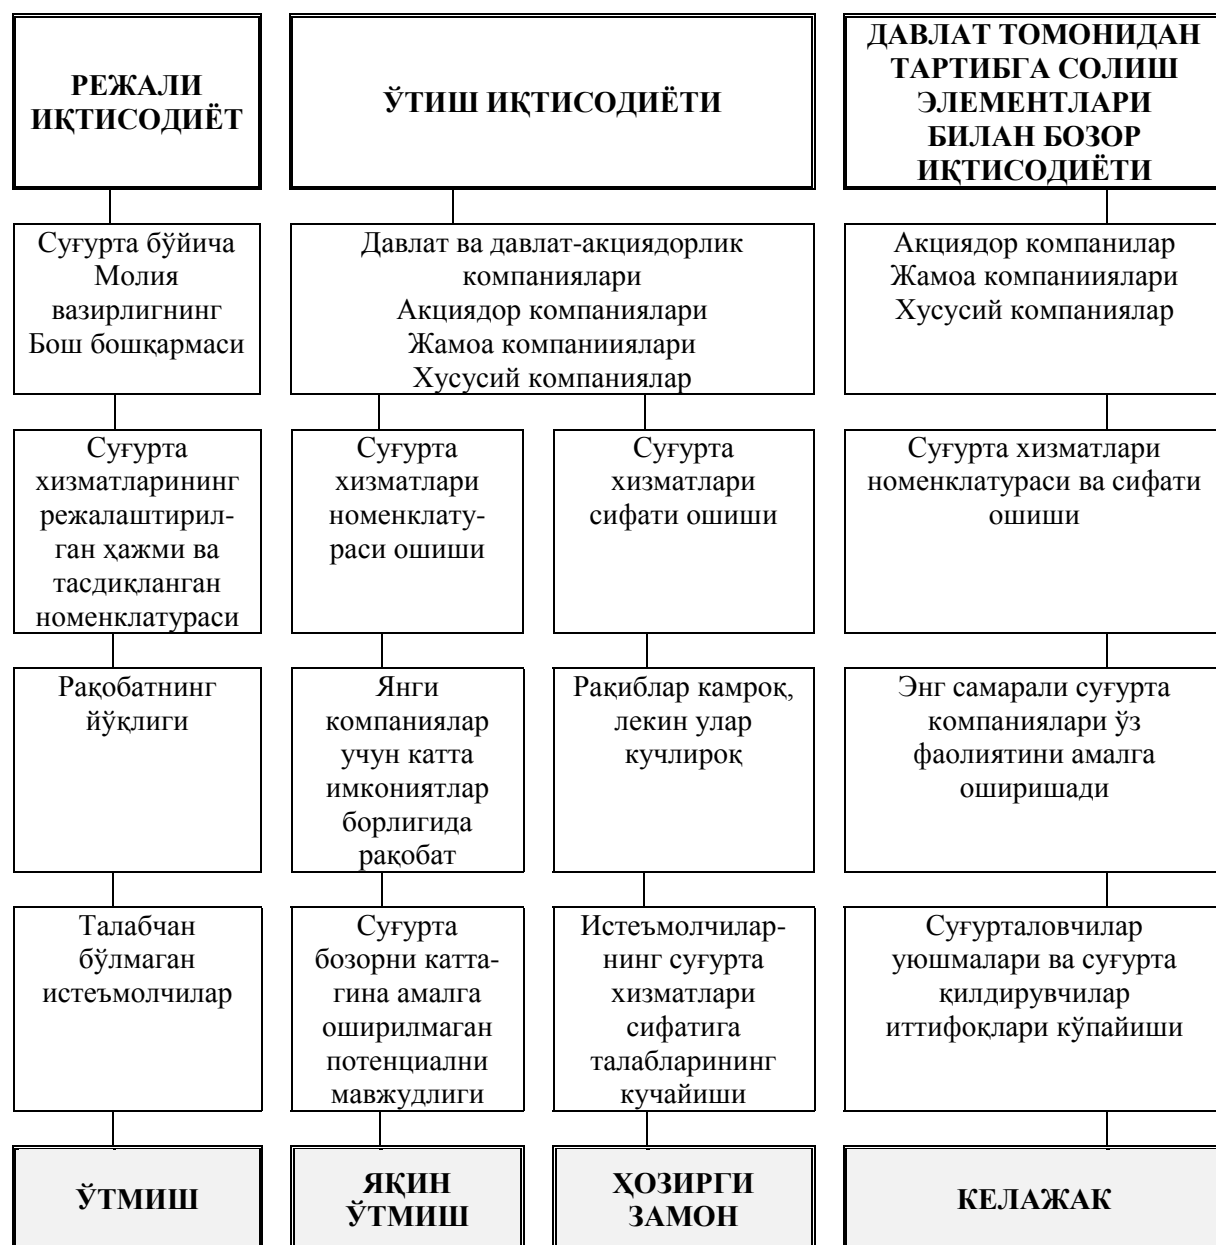 РЕЖАЛИ
ИҚТИСОДИЁТ
ЎТИШ ИҚТИСОДИЁТИ
ДАВЛАТ ТОМОНИДАН
ТАРТИБГА СОЛИШ
ЭЛЕМЕНТЛАРИ
БИЛАН БОЗОР
ИҚТИСОДИЁТИ
Суғурта бўйича
Молия
вазирлигнинг
Бош бошқармаси
Давлат ва давлат-акциядорлик
компаниялари
Акциядор компаниялари
Жамоа компанииялари
Хусусий компаниялар
Акциядор компанилар
Жамоа компанииялари
Хусусий компаниялар
Суғурта
хизматларининг
режалаштирил-
ган ҳажми ва
тасдиқланган
номенклатураси
Суғурта
хизматлари
номенклату-
раси ошиши
Суғурта
хизматлари
сифати ошиши
Суғурта хизматлари
номенклатураси ва сифати
ошиши
Рақобатнинг
йўқлиги
Янги
компаниялар
учун катта
имкониятлар
борлигида
рақобат
Рақиблар камроқ,
лекин улар
кучлироқ
Энг самарали суғурта
компаниялари ўз
фаолиятини амалга
оширишади
Талабчан
бўлмаган
истеъмолчилар
Суғурта
бозорни катта-
гина амалга
оширилмаган
потенциални
мавжудлиги
Истеъмолчилар-
нинг суғурта
хизматлари
сифатига
талабларининг
кучайиши
Суғурталовчилар
уюшмалари ва суғурта
қилдирувчилар
иттифоқлари кўпайиши
ЎТМИШ
ЯҚИН
ЎТМИШ
ҲОЗИРГИ
ЗАМОН
КЕЛАЖАК